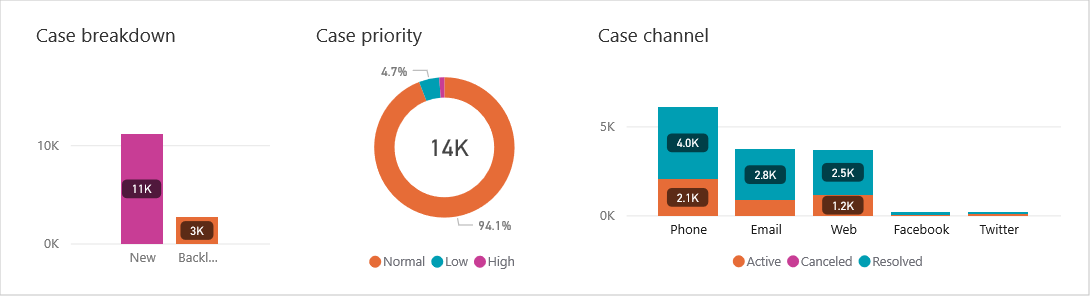 Case breakdown
10K
0K
11K
3K
New
Backl...
Case priority
4.7%
14K
94.1%
Normal
Low
High
Case channel
5K
0K
4.0K
2.1K
2.8K
2.5K
1.2K
Phone
Email
Web
Facebook
Twitter
Active
Canceled
Resolved